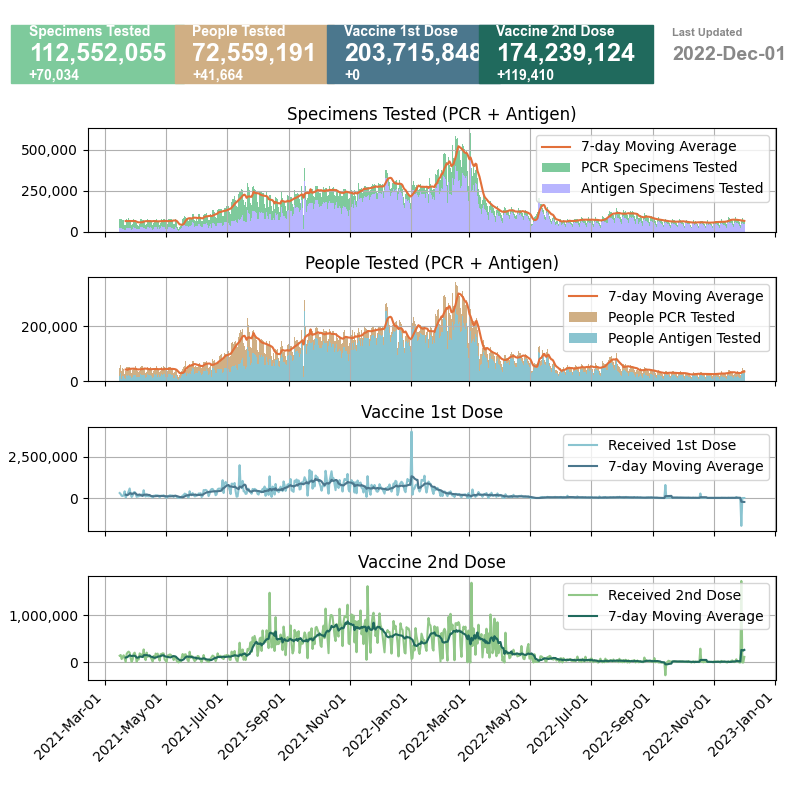 Specimens Tested
112,552,055
+70,034
People Tested
72,559,191
+41,664
Vaccine 1st Dose
203,715,848
+0
Vaccine 2nd Dose
174,239,124
+119,410
Last Updated
2022-Dec-01
Specimens Tested (PCR + Antigen)
500,000
250,000
0
7-day Moving Average
PCR Specimens Tested
Antigen Specimens Tested
People Tested (PCR + Antigen)
200,000
0
7-day Moving Average
People PCR Tested
People Antigen Tested
Vaccine 1st Dose
2,500,000
0
Received 1st Dose
7-day Moving Average
Vaccine 2nd Dose
1,000,000
0
Received 2nd Dose
7-day Moving Average
2021-Mar-01
2021-May-01
2021-Jul-01
2021-Sep-01
2021-Nov-01
2022-Jan-01
2022-Mar-01
2022-May-01
2022-Jul-01
2022-Sep-01
2022-Nov-01
2023-Jan-01